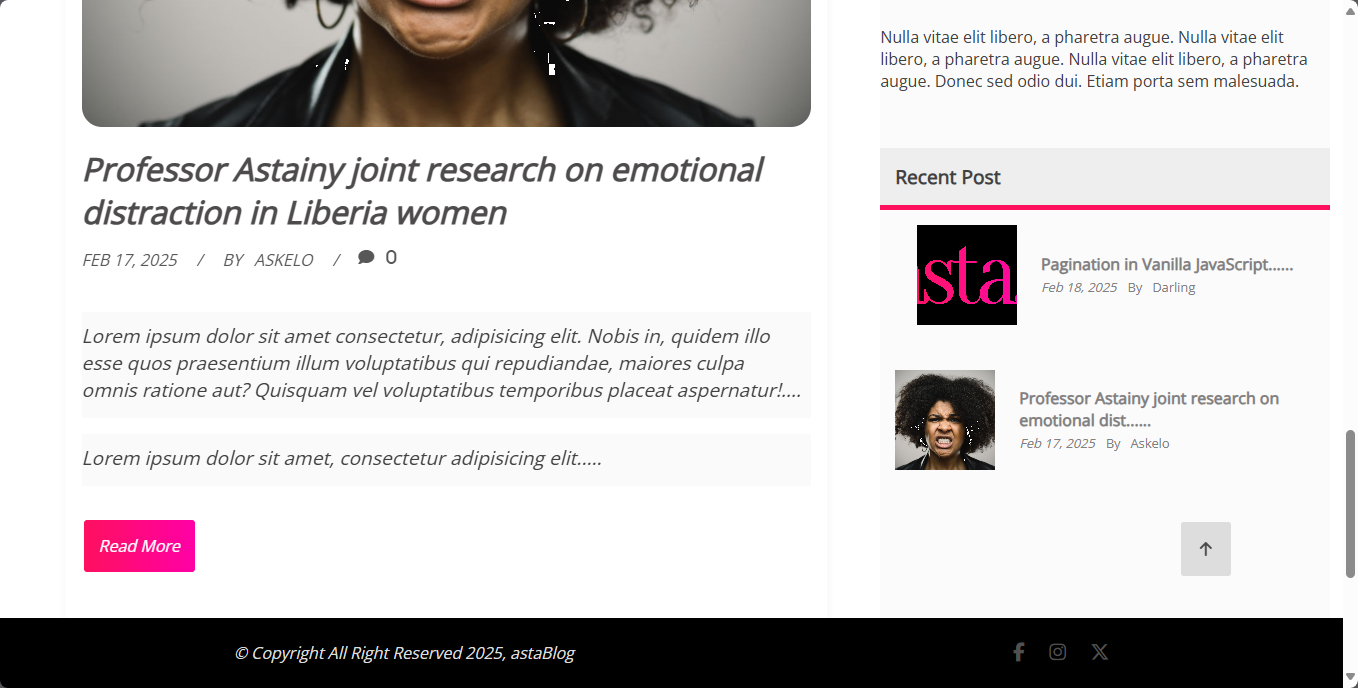 Professor Astainy joint research on emotional
distraction in Liberia women
FEB 17, 2025 / BY ASKELO / 0
Lorem ipsum dolor sit amet consectetur, adipisicing elit. Nobis in, quidem illo
esse quos praesentium illum voluptatibus qui repudiandae, maiores culpa
omnis ratione aut? Quisquam vel voluptatibus temporibus placeat aspernatur!....
Lorem ipsum dolor sit amet, consectetur adipisicing elit.....
Read More
Nulla vitae elit libero, a pharetra augue. Nulla vitae elit
libero, a pharetra augue. Nulla vitae elit libero, a pharetra
augue. Donec sed odio dui. Etiam porta sem malesuada.
Recent Post
asta
Pagination in Vanilla JavaScript......
Feb 18, 2025 By Darling
Professor Astainy joint research on
emotional dist......
Feb 17, 2025 By Askelo
© Copyright All Right Reserved 2025, astaBlog